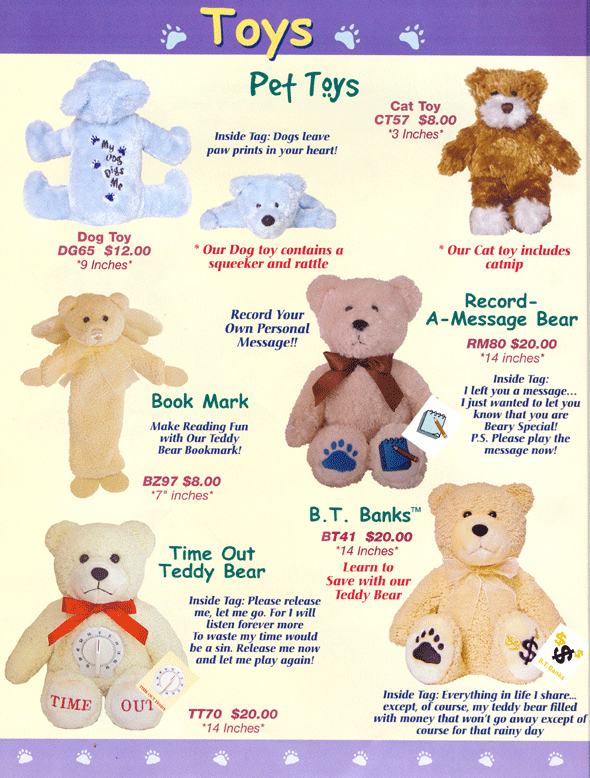 Toys
Pet Toys
My
Dog
Digs
Me
Dog Toy
DG65 $12.00
"9 Inches"
Inside Tag: Dogs leave
paw prints in your heart!
* Our Dog toy contains a
squeeker and rattle
Cat Toy
CT57 $8.00
"3 Inches"
* Our Cat toy includes
catnip
Record Your
Own Personal
Message!!
Record-
A-Message Bear
RM80 $20.00
"14 inches"
Inside Tag:
I left you a message...
I just wanted to let you
know that you are
Beary Special!
P.S. Please play the
message now!
Book Mark
Make Reading Fun
with Our Teddy
Bear Bookmark!
BZ97 $8.00
"7" inches"
B.T. Banks™
BT41 $20.00
"14 Inches"
Learn to
Save with our
Teddy Bear
$ $ $
$ $ $
B.T. Banks
Inside Tag: Everything in life I share...
except, of course, my teddy bear filled
with money that won't go away except of
course for that rainy day
Time Out
Teddy Bear
Inside Tag: Please release
me, let me go. For I will
listen forever more
To waste my time would
be a sin. Release me now
and let me play again!
TIME OUT
TT70 $20.00
"14 Inches"